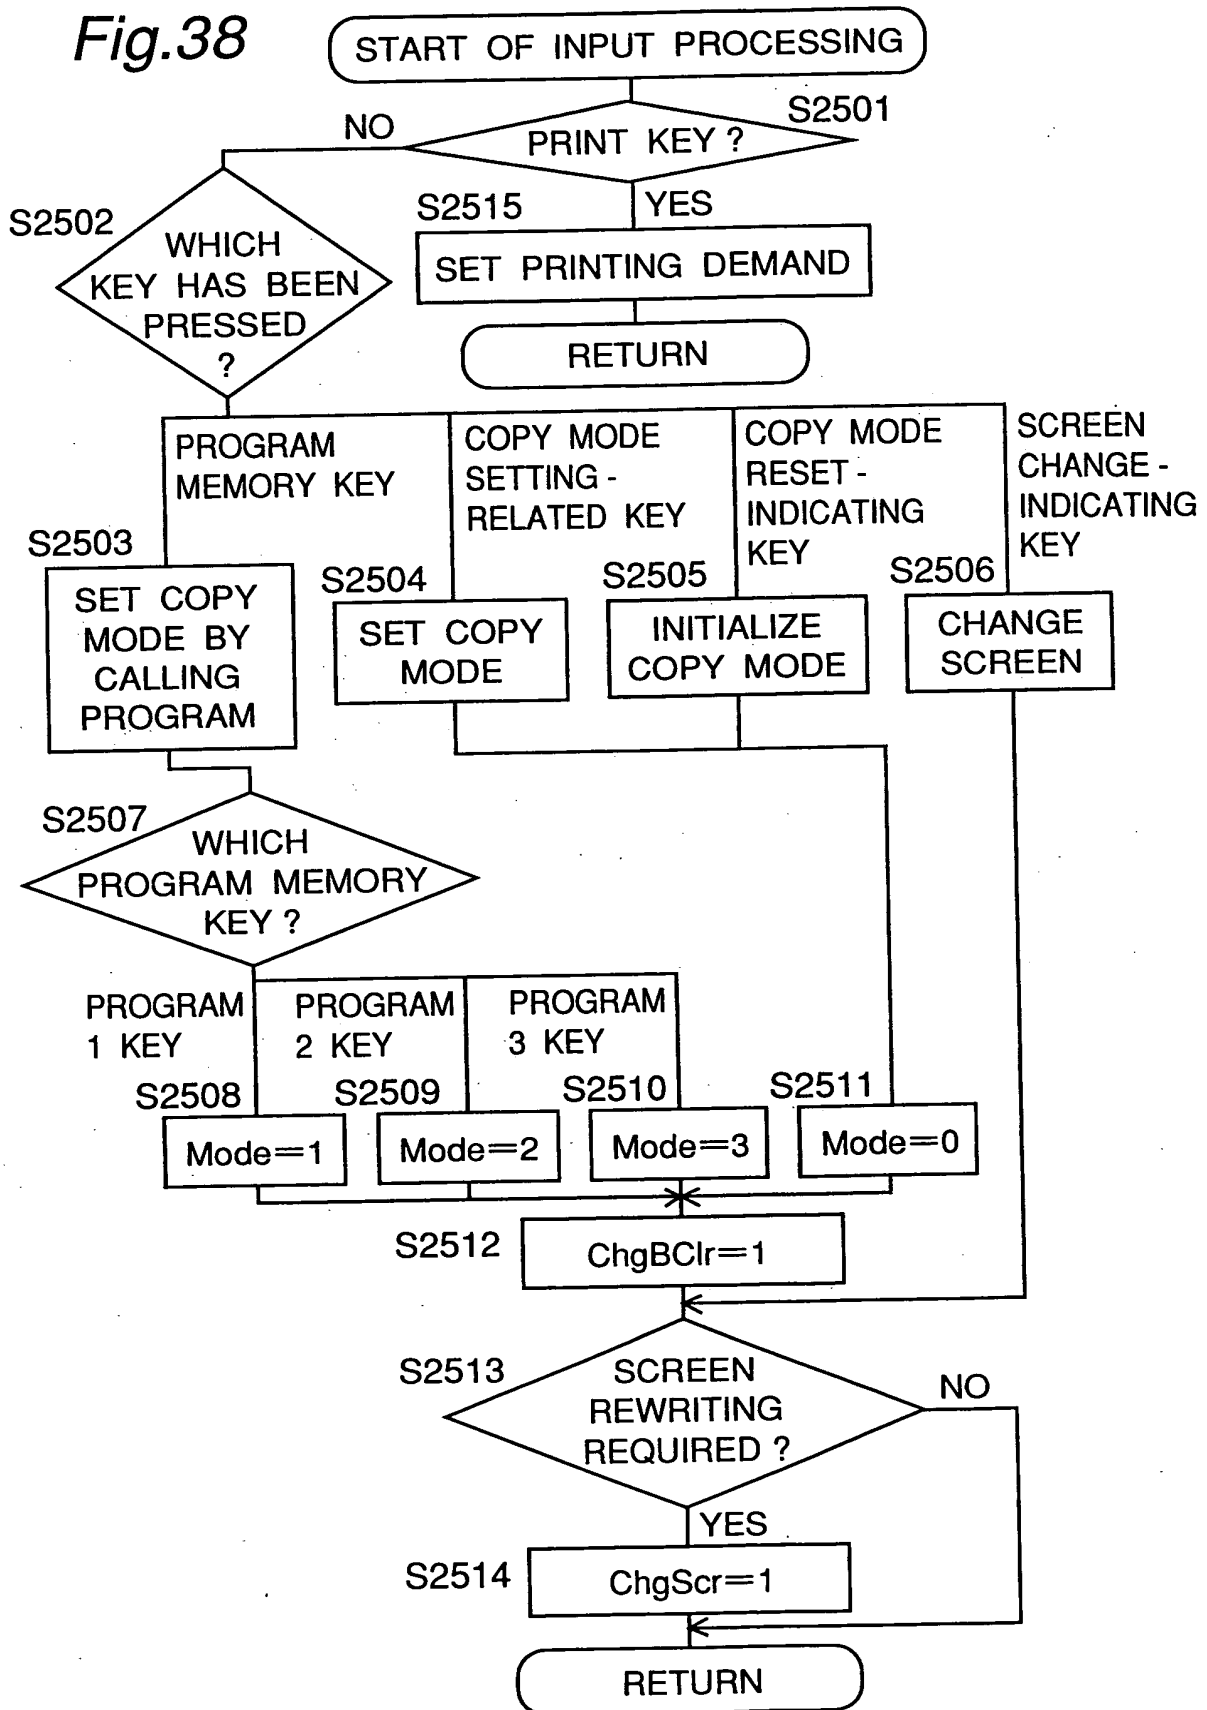 Fig.38
START OF INPUT PROCESSING
S2501
NO
PRINT KEY ?
S2502
S2515
YES
WHICH
KEY HAS BEEN
PRESSED
?
SET PRINTING DEMAND
RETURN
PROGRAM
MEMORY KEY
COPY MODE
SETTING -
RELATED KEY
COPY MODE
RESET -
INDICATING
KEY
SCREEN
CHANGE -
INDICATING
KEY
S2503
SET COPY
MODE BY
CALLING
PROGRAM
S2504
SET COPY
MODE
S2505
INITIALIZE
COPY MODE
S2506
CHANGE
SCREEN
S2507
WHICH
PROGRAM MEMORY
KEY ?
PROGRAM
1 KEY
PROGRAM
2 KEY
PROGRAM
3 KEY
S2508
Mode=1
S2509
Mode=2
S2510
Mode=3
S2511
Mode=0
S2512
ChgBClr=1
S2513
SCREEN
REWRITING
REQUIRED ?
NO
YES
S2514
ChgScr=1
RETURN